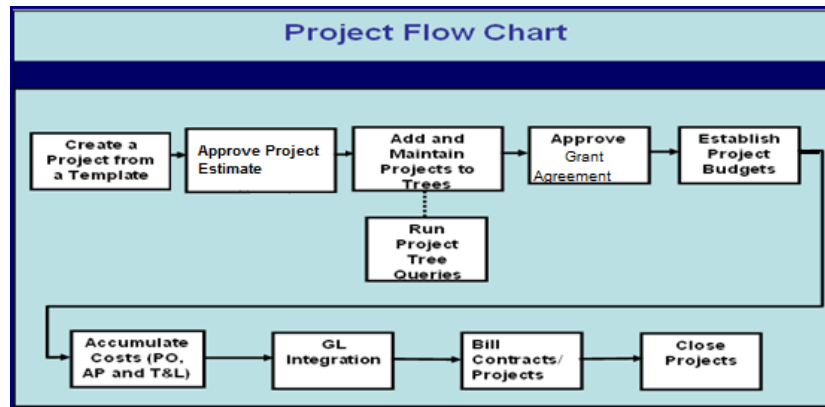 Project Flow Chart
Create a
Project from
a Template
Approve Project
Estimate
Add and
Maintain
Projects to
Trees
Approve
Grant
Agreement
Establish
Project
Budgets
Run
Project
Tree
Queries
Accumulate
Costs (PO,
AP and T&L)
GL
Integration
Bill
Contracts/
Projects
Close
Projects